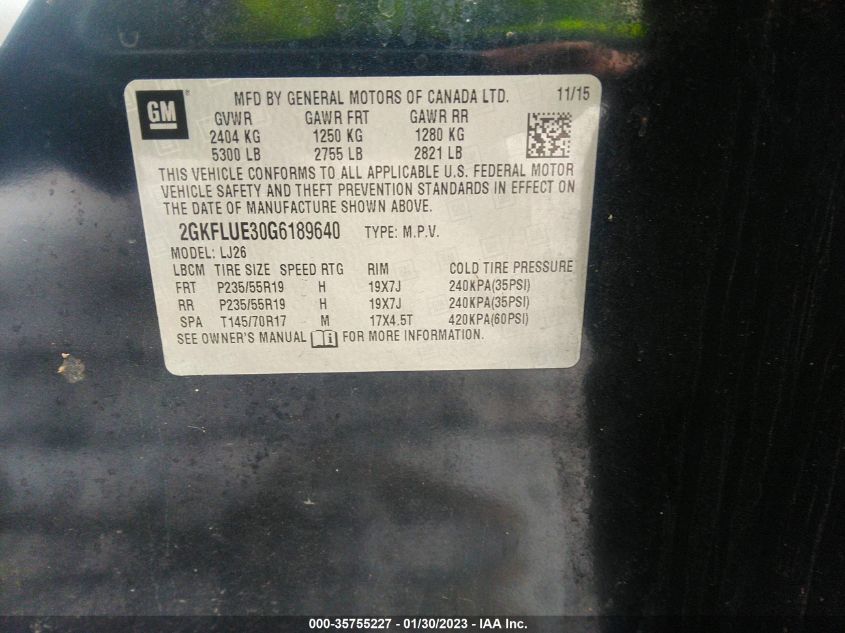 GM ® MFD BY GENERAL MOTORS OF CANADA LTD. 11/15
GVWR GAWR FRT GAWR RR
2404 KG 1250 KG 1280 KG
5300 LB 2755 LB 2821 LB
THIS VEHICLE CONFORMS TO ALL APPLICABLE U.S. FEDERAL MOTOR
VEHICLE SAFETY AND THEFT PREVENTION STANDARDS IN EFFECT ON
THE DATE OF MANUFACTURE SHOWN ABOVE.
2GKFLUE30G6189640 TYPE: M.P.V.
MODEL: LJ26
LBCM TIRE SIZE SPEED RTG RIM COLD TIRE PRESSURE
FRT P235/55R19 H 19X7J 240KPA(35PSI)
RR P235/55R19 H 19X7J 240KPA(35PSI)
SPA T145/70R17 M 17X4.5T 420KPA(60PSI)
SEE OWNER'S MANUAL i FOR MORE INFORMATION.
000-35755227 - 01/30/2023 - IAA Inc.